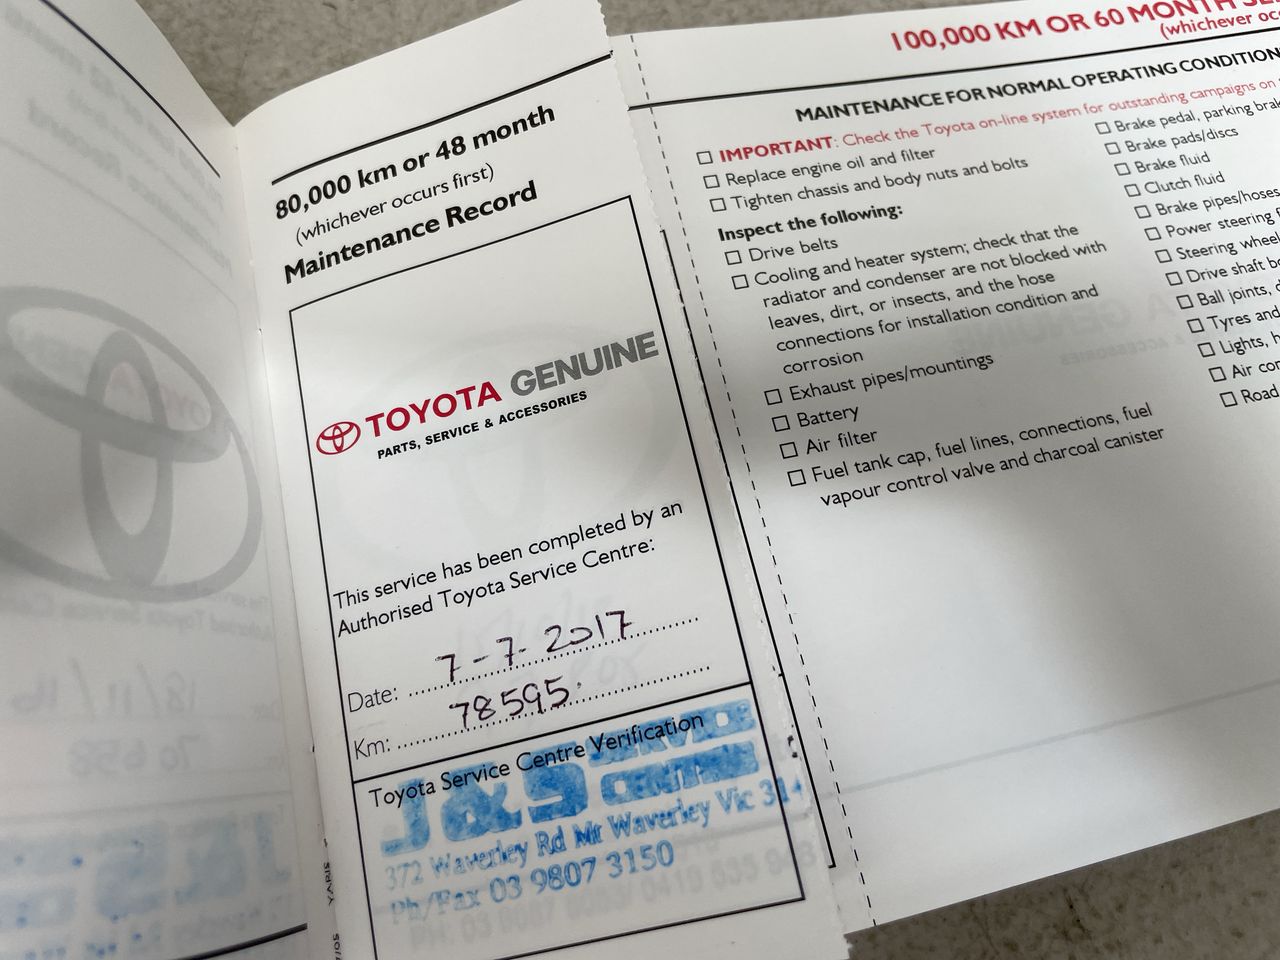 80,000 km or 48 month
(whichever occurs first)
Maintenance Record
TOYOTA GENUINE
PARTS, SERVICE & ACCESSORIES
This service has been completed by an
Authorised Toyota Service Centre:
Date: 7-7-2017
Km: 78595
Toyota Service Centre Verification
J&S SERVICE CENTRE
372 Waverley Rd Mt Waverley Vic
Ph/Fax 03 9807 3150
YARIS
100,000 KM OR 60 MONTH
(whichever
MAINTENANCE FOR NORMAL OPERATING CONDITION
IMPORTANT: Check the Toyota on-line system for outstanding campaigns on
Replace engine oil and filter
Tighten chassis and body nuts and bolts
Inspect the following:
Drive belts
Cooling and heater system; check that the
radiator and condenser are not blocked with
leaves, dirt, or insects, and the hose
connections for installation condition and
corrosion
Exhaust pipes/mountings
Battery
Air filter
Fuel tank cap, fuel lines, connections, fuel
vapour control valve and charcoal canister
Brake pedal, parking
Brake pads/discs
Brake fluid
Clutch fluid
Brake pipes/hoses
Power steering
Steering
Drive shaft
Ball joints,
Tyres and
Lights,
Air
Road